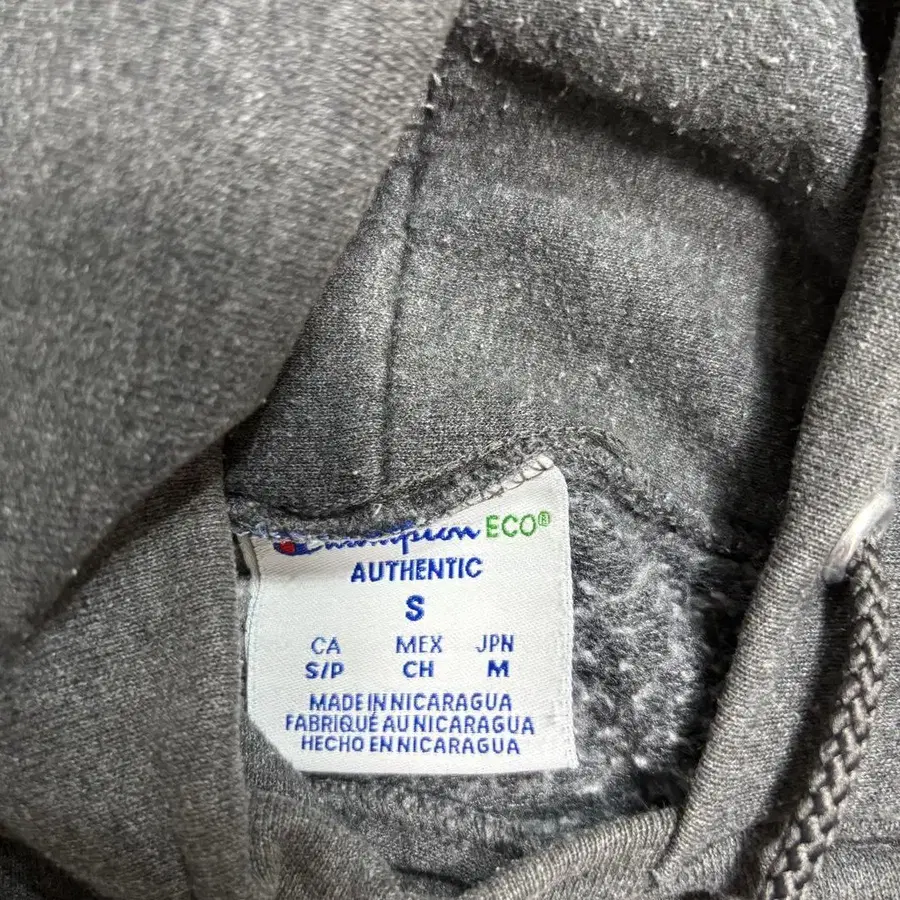 Champion ECO®
AUTHENTIC
S
CA MEX JPN
S/P CH M
MADE IN NICARAGUA
FABRIQUÉ AU NICARAGUA
HECHO EN NICARAGUA